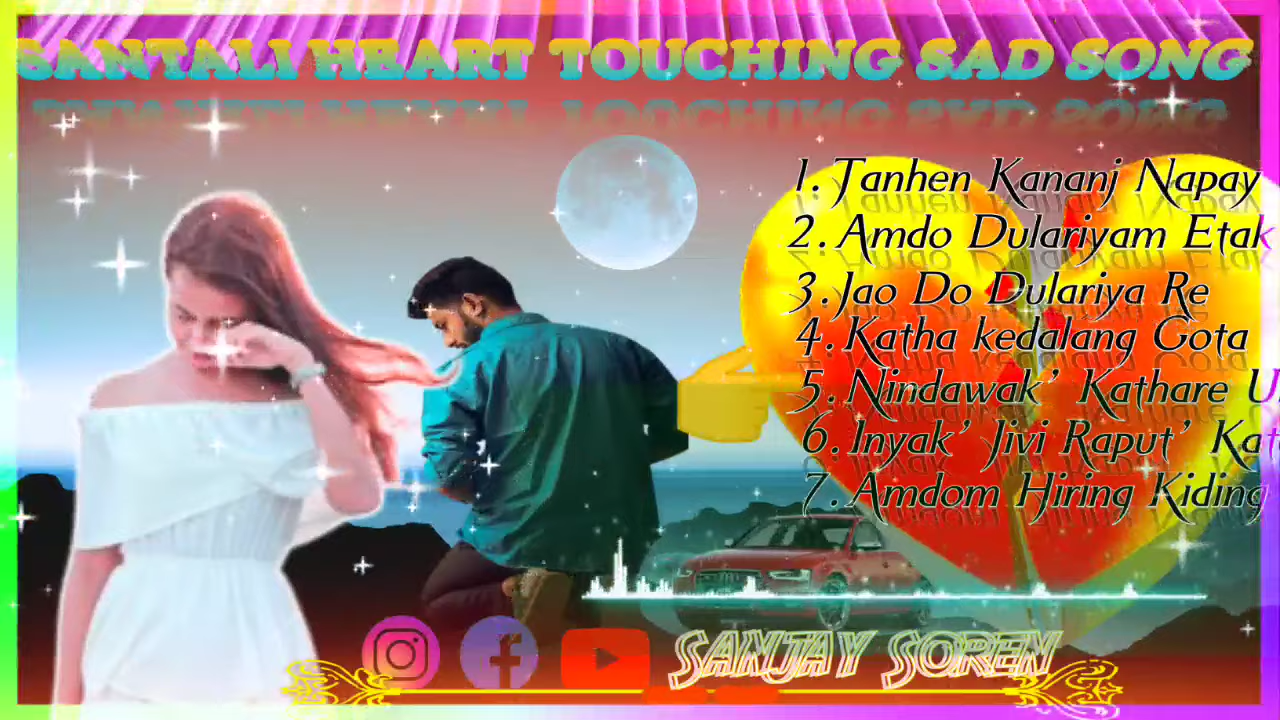 SANTALI HEART TOUCHING SAD SONG
1. Tanhen Kananj Napay
2. Amdo Dulariyam Etak
3. Jao Do Dulariya Re
4. Katha kedalang Gota
5. Nindawak' Kathare
6. Inyak' Jivi Raput'
7. Amdom Hiring Kiding
SANJAY SOREN